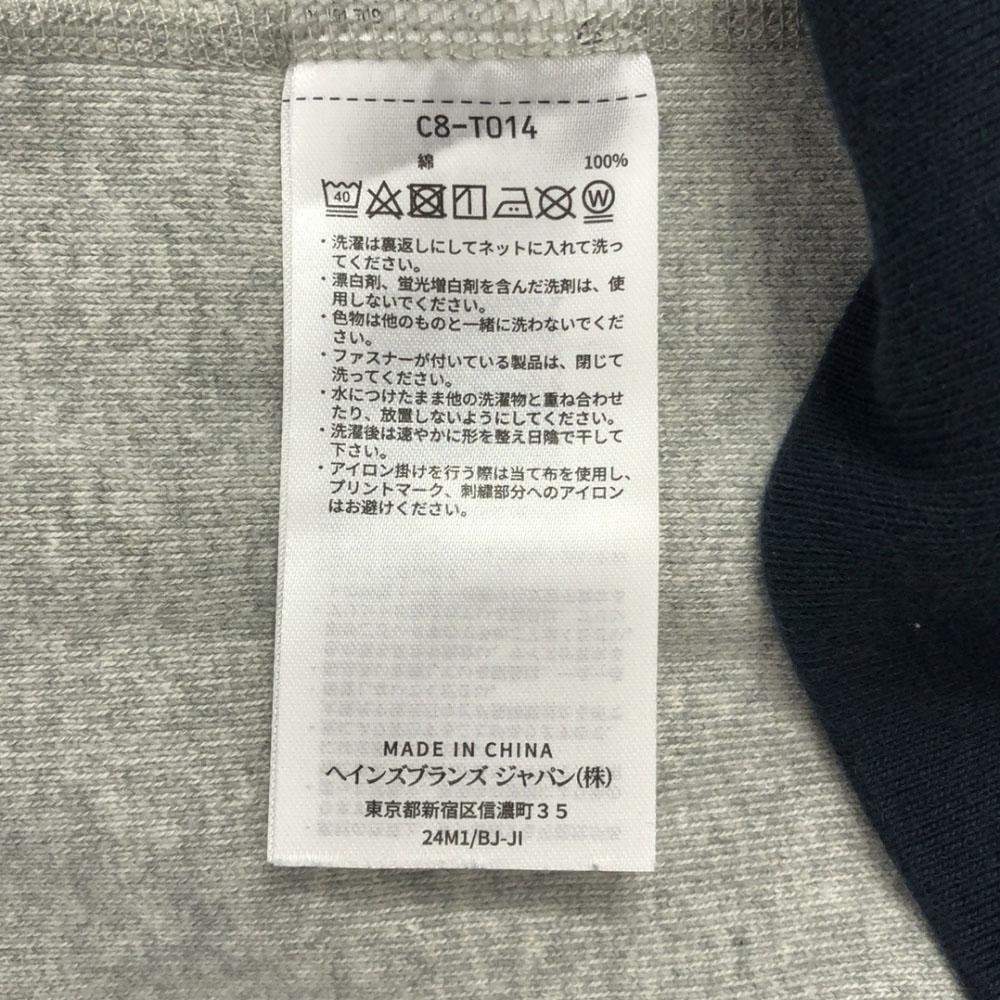 C8-T014
綿 100%
40
W
・洗濯は裏返しにしてネットに入れて洗っ
てください。
・漂白剤、蛍光増白剤を含んだ洗剤は、使
用しないでください。
・色物は他のものと一緒に洗わないでくだ
さい。
・ファスナーが付いている製品は、閉じて
洗ってください。
・水につけたまま他の洗濯物と重ね合わせ
たり、放置しないようにしてください。
・洗濯後は速やかに形を整え日陰で干して
下さい。
・アイロン掛けを行う際は当て布を使用し、
プリントマーク、刺繍部分へのアイロン
はお避けください。
MADE IN CHINA
ヘインズブランズ ジャパン(株)
東京都新宿区信濃町35
24M1/BJ-JI